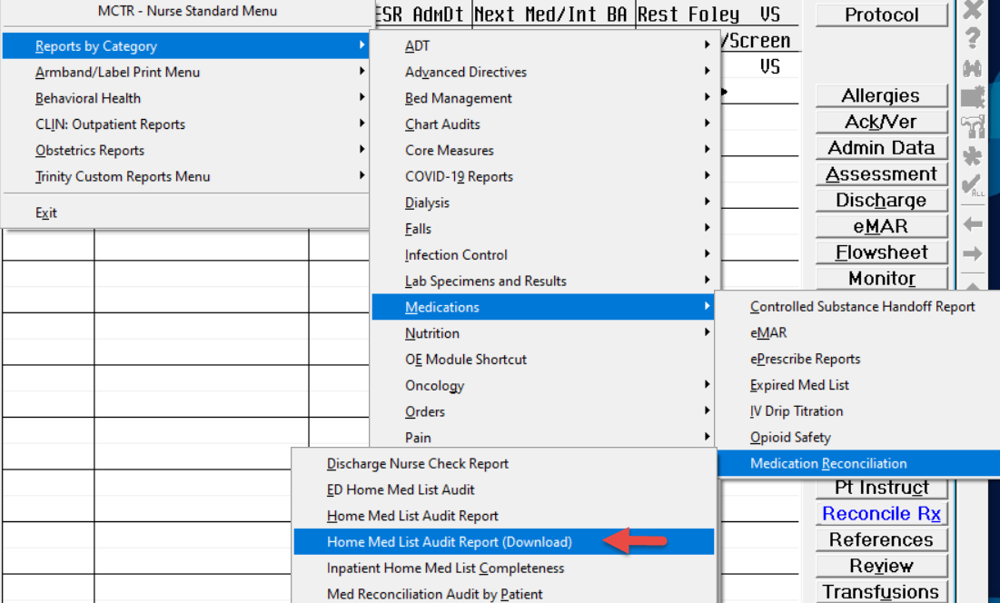 MCTR - Nurse Standard Menu
Reports by Category
Armband/Label Print Menu
Behavioral Health
CLIN: Outpatient Reports
Obstetrics Reports
Trinity Custom Reports Menu
Exit
ESR AdmDt Next Med/Int BA Rest Foley VS
/Screen
VS
ADT
Advanced Directives
Bed Management
Chart Audits
Core Measures
COVID-19 Reports
Dialysis
Falls
Infection Control
Lab Specimens and Results
Medications
Nutrition
OE Module Shortcut
Oncology
Orders
Pain
Controlled Substance Handoff Report
eMAR
ePrescribe Reports
Expired Med List
IV Drip Titration
Opioid Safety
Medication Reconciliation
Discharge Nurse Check Report
ED Home Med List Audit
Home Med List Audit Report
Home Med List Audit Report (Download)
Inpatient Home Med List Completeness
Med Reconciliation Audit by Patient
Protocol
Allergies
Ack/Ver
Admin Data
Assessment
Discharge
eMAR
Flowsheet
Monitor
Pt Instruct
Reconcile Rx
References
Review
Transfusions
ALL